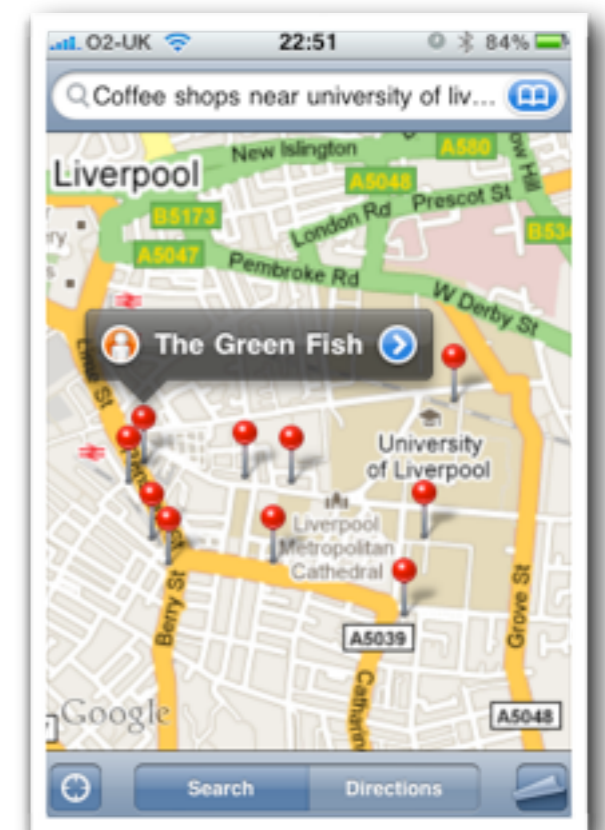 O2-UK 22:51 84%
Coffee shops near university of liv...
New Islington
A580
Liverpool
A5048
Prescot St
B5173
London Rd
A5047
Pembroke Rd
W Derby St
The Green Fish
Lime St
University
of Liverpool
Liverpool
Metropolitan
Cathedral
Berry St
Grove St
A5039
Google
A5048
Search Directions